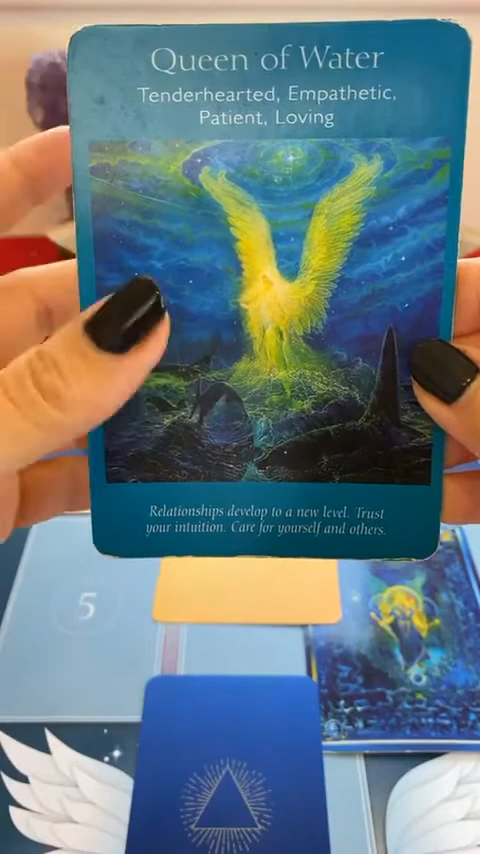 Queen of Water
Tenderhearted, Empathetic,
Patient, Loving
Relationships develop to a new level. Trust
your intuition. Care for yourself and others.
5